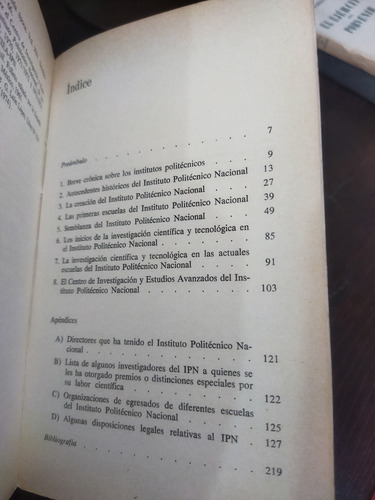 Índice
Preámbulo 7
1. Breve crónica sobre los institutos politécnicos 9
2. Antecedentes históricos del Instituto Politécnico Nacional 13
3. La creación del Instituto Politécnico Nacional 27
4. Las primeras escuelas del Instituto Politécnico Nacional 39
5. Semblanza del Instituto Politécnico Nacional 49
6. Los inicios de la investigación científica y tecnológica en
el Instituto Politécnico Nacional 85
7. La investigación científica y tecnológica en las actuales
escuelas del Instituto Politécnico Nacional 91
8. El Centro de Investigación y Estudios Avanzados del Ins-
tituto Politécnico Nacional 103
Apéndices
A) Directores que ha tenido el Instituto Politécnico Na-
cional 121
B) Lista de algunos investigadores del IPN a quienes se
les ha otorgado premios o distinciones especiales por
su labor científica 122
C) Organizaciones de egresados de diferentes escuelas
del Instituto Politécnico Nacional 125
D) Algunas disposiciones legales relativas al IPN 127
Bibliografía 219